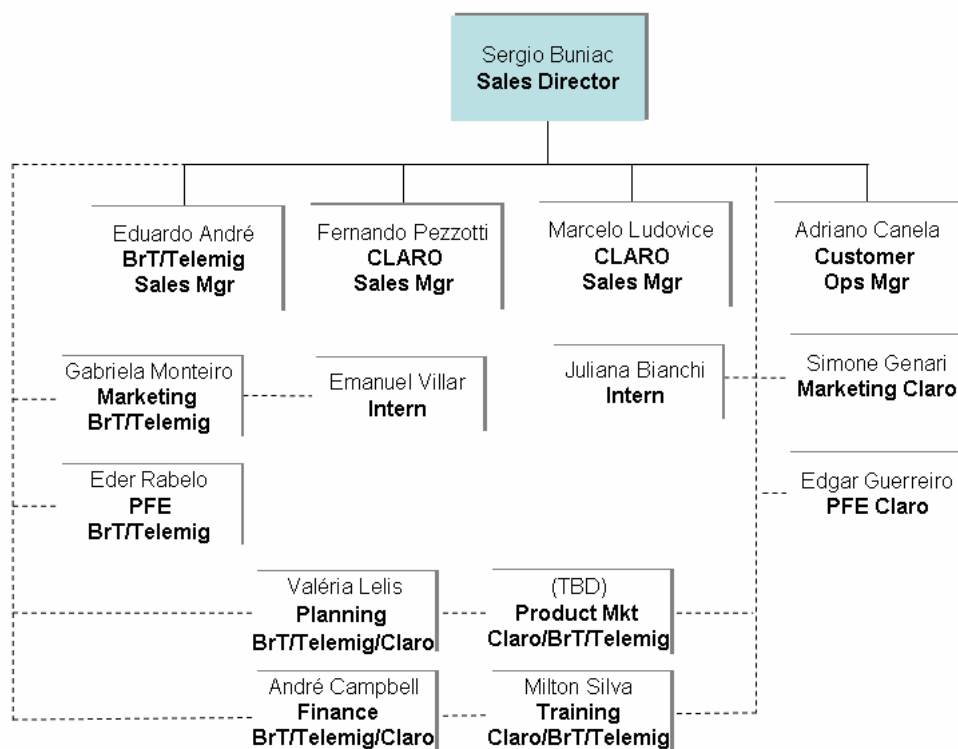 Sergio Buniac
Sales Director
Eduardo André
BrT/Telemig
Sales Mgr
Fernando Pezzotti
CLARO
Sales Mgr
Marcelo Ludovice
CLARO
Sales Mgr
Adriano Canela
Customer
Ops Mgr
Gabriela Monteiro
Marketing
BrT/Telemig
Emanuel Villar
Intern
Juliana Bianchi
Intern
Simone Genari
Marketing Claro
Eder Rabelo
PFE
BrT/Telemig
Edgar Guerreiro
PFE Claro
Valéria Lelis
Planning
BrT/Telemig/Claro
(TBD)
Product Mkt
Claro/BrT/Telemig
André Campbell
Finance
BrT/Telemig/Claro
Milton Silva
Training
Claro/BrT/Telemig